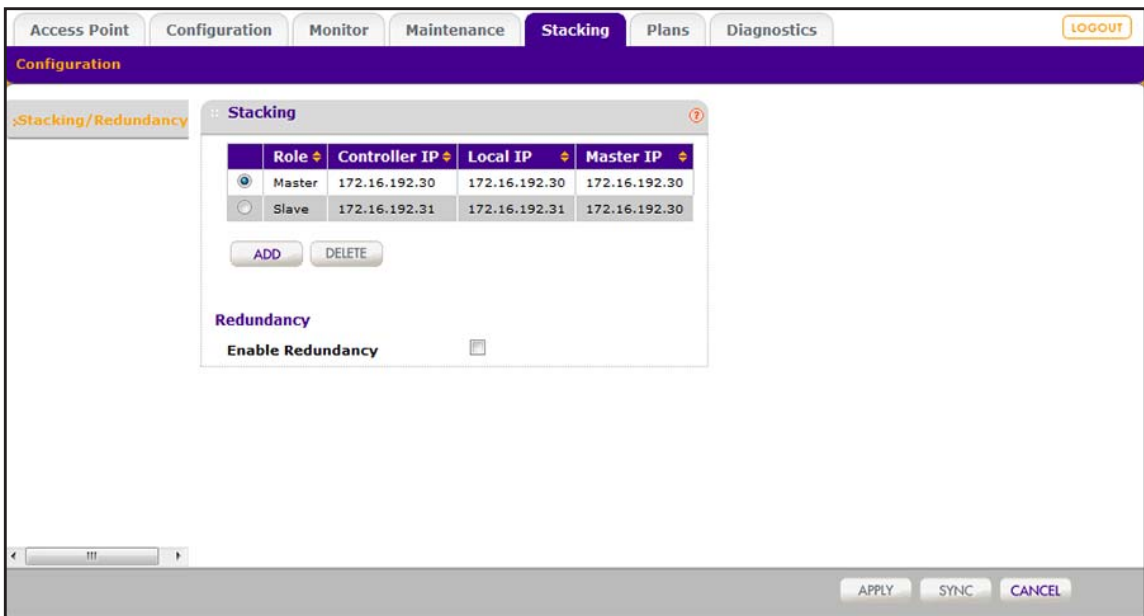 Access Point Configuration Monitor Maintenance Stacking Plans Diagnostics LOGOUT
Configuration
Stacking/Redundancy
Stacking ?
Role Controller IP Local IP Master IP
Master 172.16.192.30 172.16.192.30 172.16.192.30
Slave 172.16.192.31 172.16.192.31 172.16.192.30
ADD DELETE
Redundancy
Enable Redundancy
APPLY SYNC CANCEL